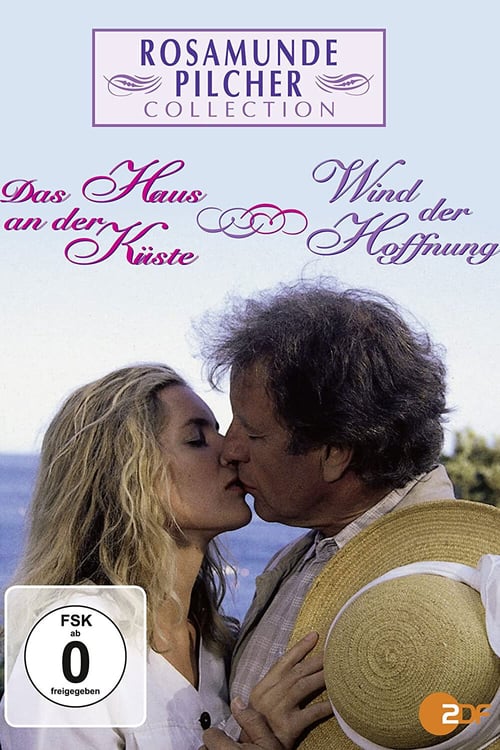 ROSAMUNDE
PILCHER
COLLECTION
Das Haus
an der
Küste
Wind
der
Hoffnung
FSK
ab
0
freigegeben
2DF